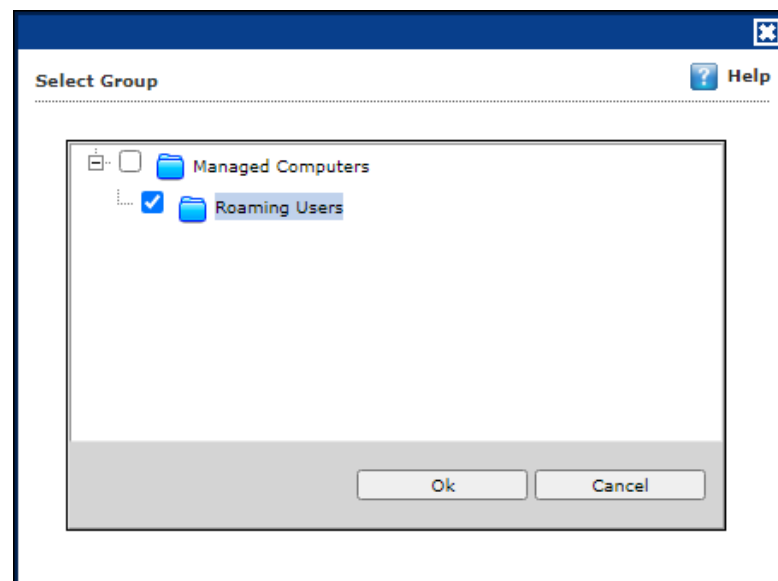 Select Group
? Help
Managed Computers
Roaming Users
Ok Cancel